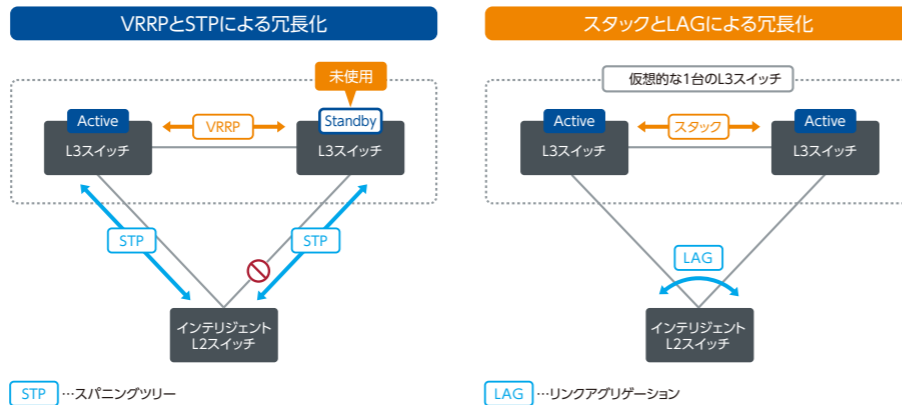 VRRPとSTPによる冗長化
未使用
Active
VRRP
Standby
L3スイッチ
L3スイッチ
STP
STP
インテリジェント
L2スイッチ
STP …スパニングツリー
スタックとLAGによる冗長化
仮想的な1台のL3スイッチ
Active
スタック
Active
L3スイッチ
L3スイッチ
LAG
インテリジェント
L2スイッチ
LAG …リンクアグリゲーション